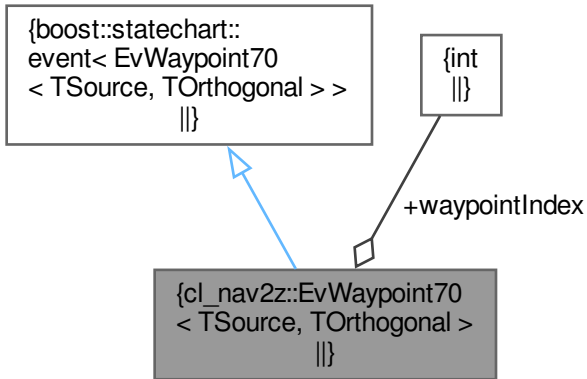 {boost::statechart::
event< EvWaypoint70
< TSource, TOrthogonal > >
||}
{int
||}
+waypointIndex
{cl_nav2z::EvWaypoint70
< TSource, TOrthogonal >
||}